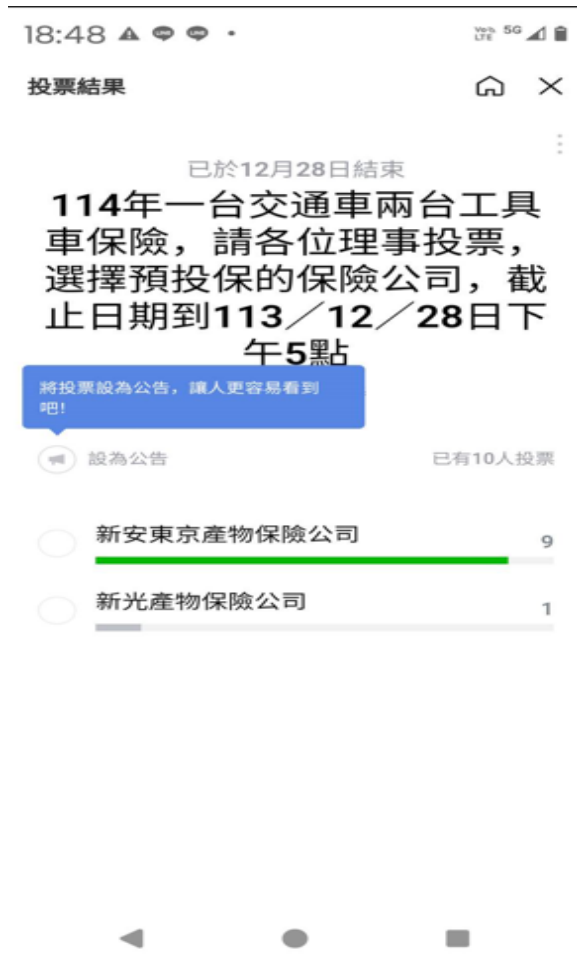 18:48
VoB LTE 5G
投票結果
已於12月28日結束
114年一台交通車兩台工具
車保險，請各位理事投票，
選擇預投保的保險公司，截
止日期到113／12／28日下
午5點
將投票設為公告，讓人更容易看到
吧！
設為公告 已有10人投票
新安東京產物保險公司 9
新光產物保險公司 1